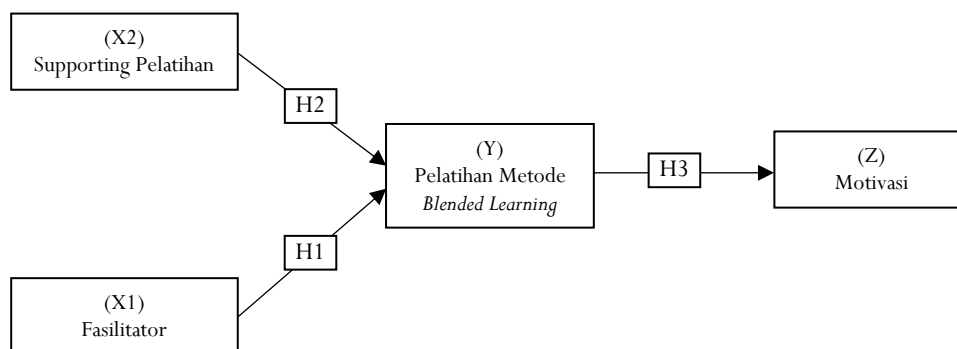 (X2)
Supporting Pelatihan
H2
(Y)
Pelatihan Metode
Blended Learning
H3
(Z)
Motivasi
H1
(X1)
Fasilitator